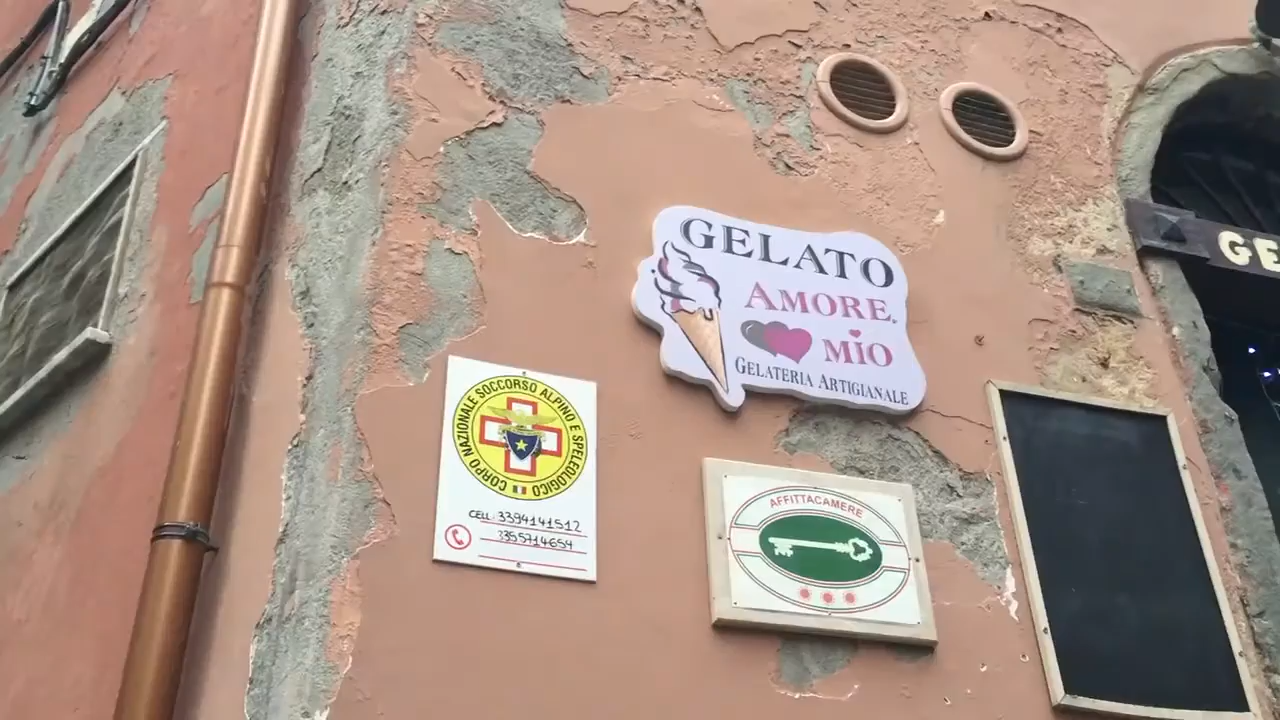 GELATO
AMORE.
MIO
GELATERIA ARTIGIANALE
GE
CORPO NAZIONALE SOCCORSO ALPINO E SPELEOLOGICO
CELL. 3394141512
3355714654
AFFITTACAMERE